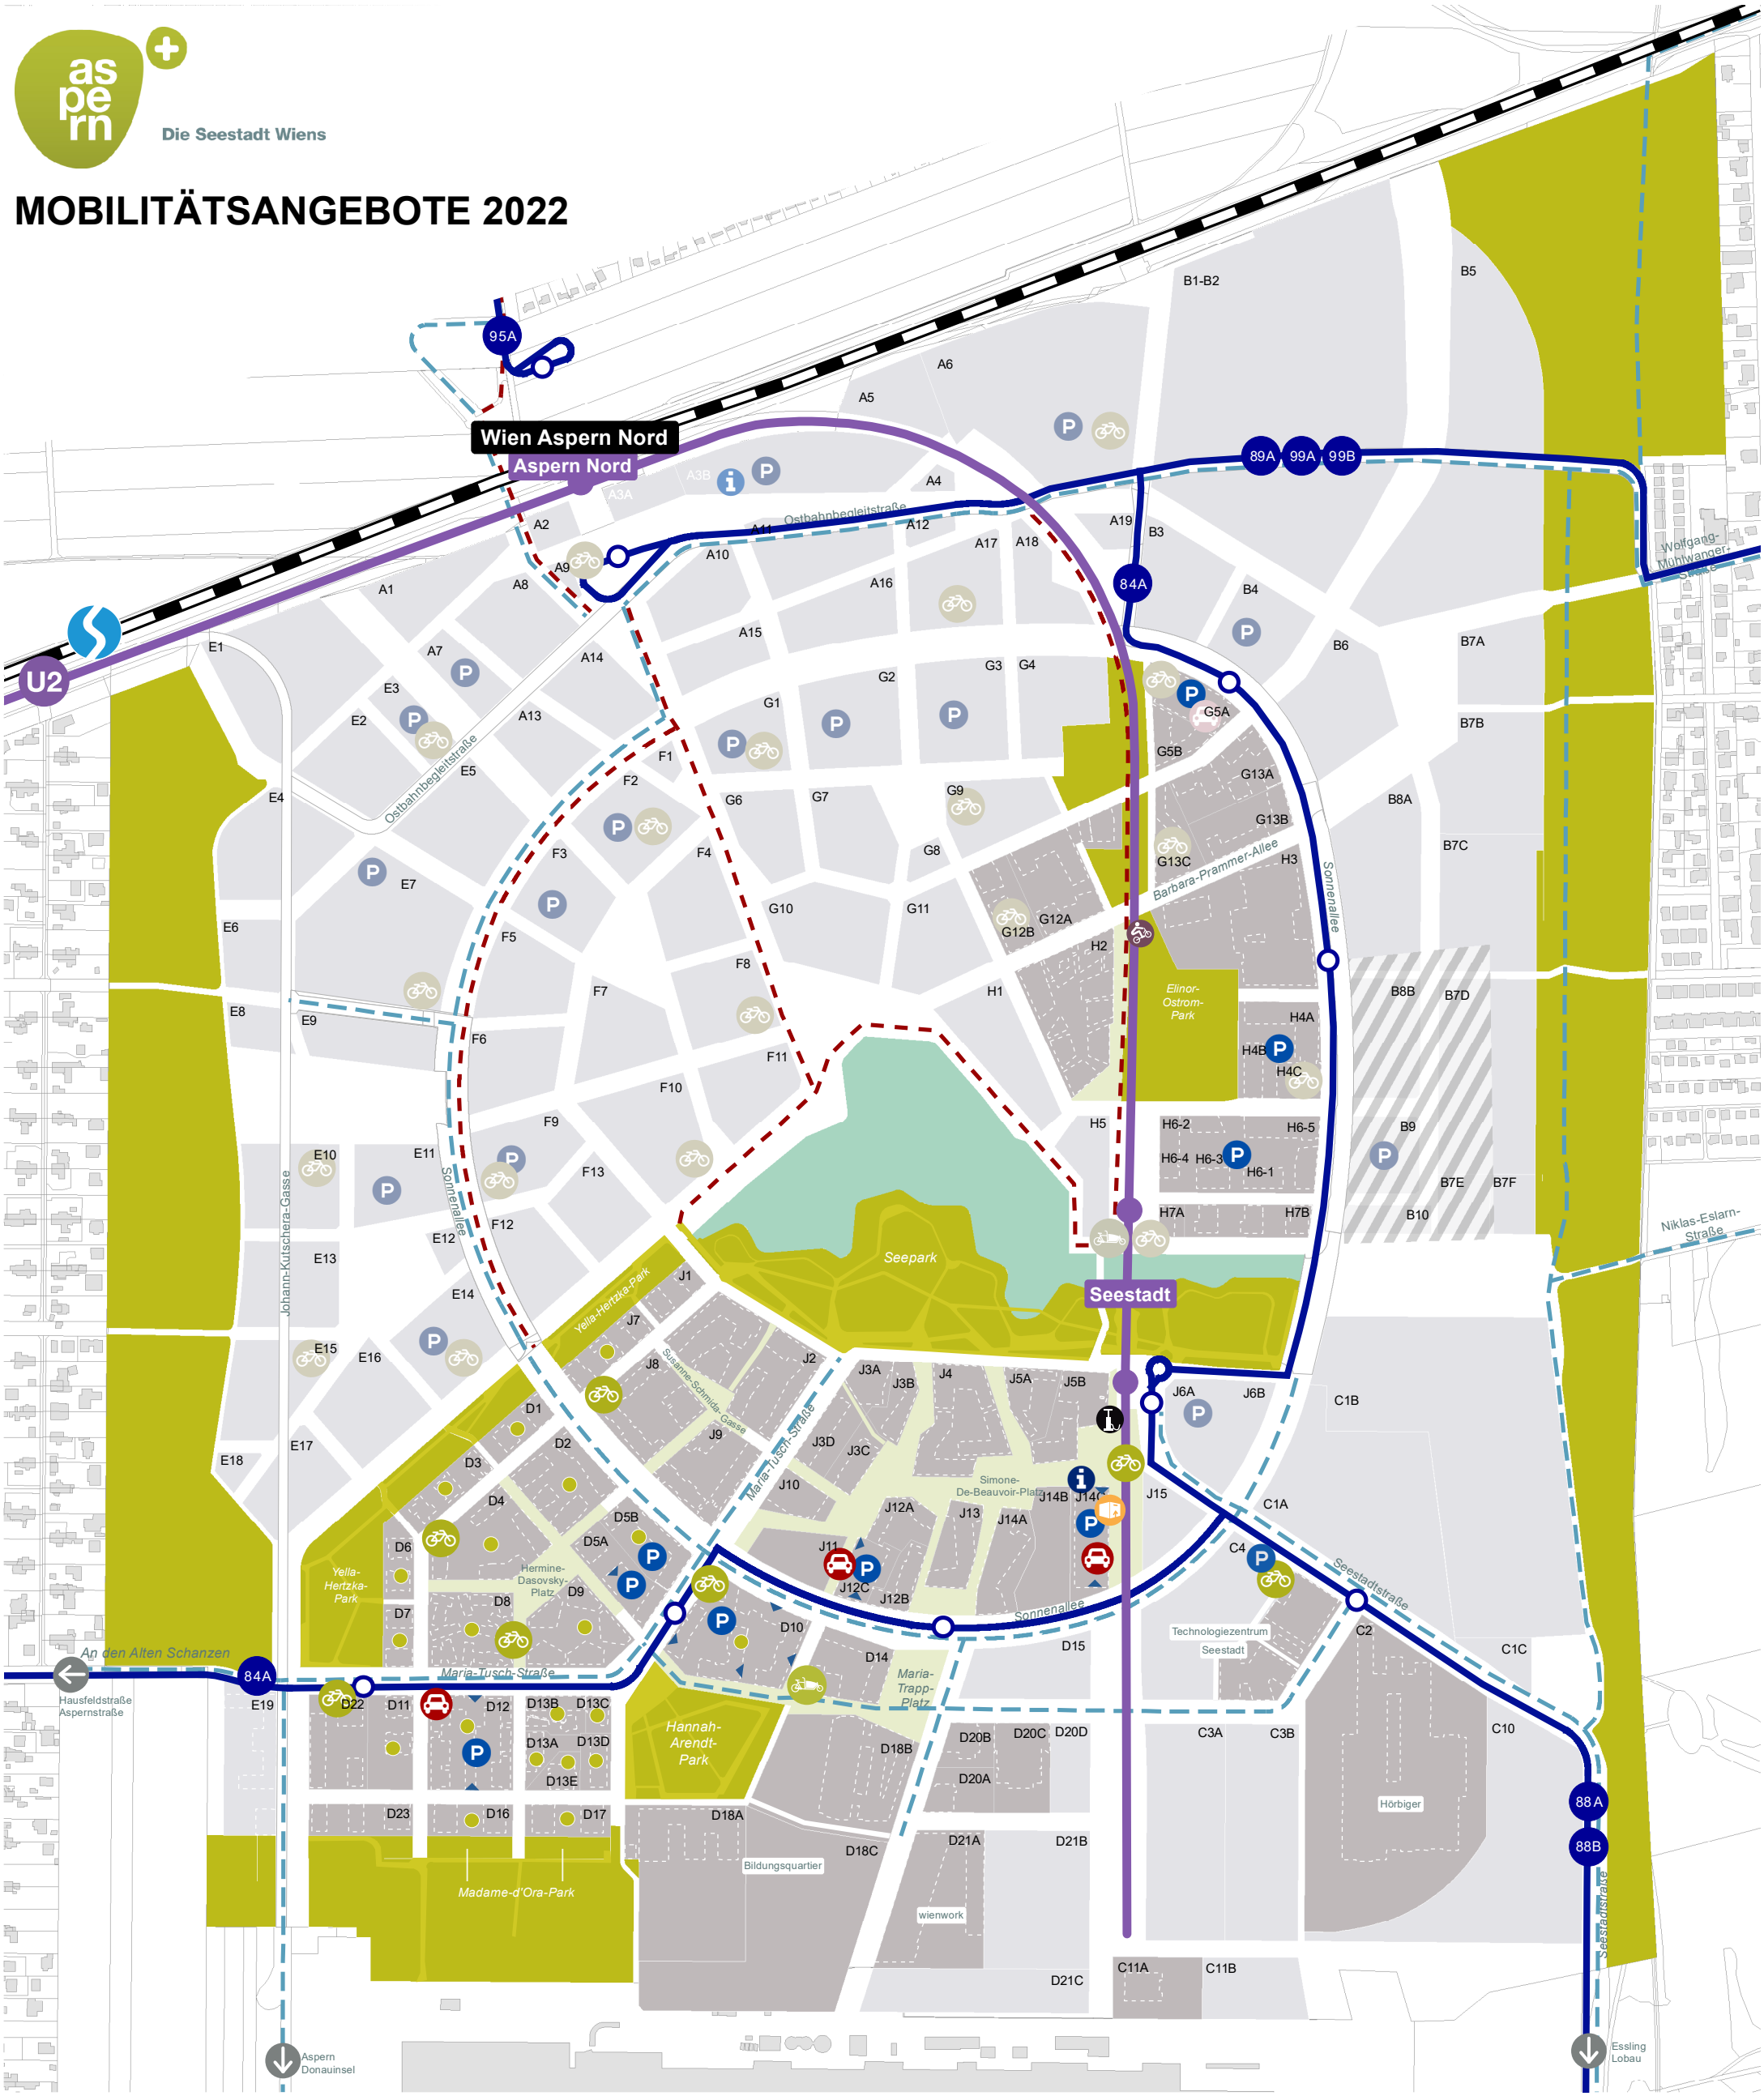 as
pe
rn
+
Die Seestadt Wiens
MOBILITÄTSANGEBOTE 2022
B5
B1-B2
95A
A6
A5
P
Wien Aspern Nord
Aspern Nord
89A
99A
99B
A3B
i
P
A3A
A4
Ostbahnbegleitstraße
A2
A11
A12
A19
B3
A17
A18
Wolfgang-
Mühlwanger-
Straße
A10
A9
A8
A1
A16
84A
B4
P
A15
B6
B7A
E1
A7
A14
P
G3
G4
U2
G2
E3
P
G5A
G1
E2
P
A13
P
P
P
B7B
G5B
F1
Ostbahnbegleitstraße
E5
F2
G13A
E4
G6
G7
G9
B8A
P
G13B
B7C
F3
F4
G8
G13C
H3
Barbara-Prammer-Allee
Sonnenallee
P
E7
P
G10
G11
G12A
G12B
E6
F5
H2
F8
F7
H1
Elinor-
Ostrom-
Park
B8B
B7D
E8
E9
H4A
F6
H4B
P
F11
H4C
F10
F9
H5
H6-2
H6-5
B9
E10
E11
P
H6-4
H6-3
P
H6-1
P
F13
P
B7E
B7F
Johann-Kutschera-Gasse
Sonnenallee
F12
H7A
H7B
B10
Niklas-Eslarn-
Straße
E12
E13
Seepark
J1
Yella-Hertzka-Park
E14
Seestadt
J7
P
E15
E16
J8
Susanne-Schmida-Gasse
J2
J3A
J3B
J4
J5A
J5B
J6A
J6B
C1B
D1
P
Maria-Tusch-Straße
D2
J9
J3D
J3C
E17
E18
D3
J10
Simone-
De-Beauvoir-Platz
i
D4
J12A
J14B
J14C
J15
C1A
D5B
J13
J14A
P
D5A
D6
J11
C4
P
P
P
P
Seestadtstraße
Yella-
Hertzka-
Park
Hermine-
Dasovsky-
Platz
D9
J12C
J12B
D8
D7
P
D10
Sonnenallee
Technologiezentrum
Seestadt
C2
D15
C1C
An den Alten Schanzen
D14
84A
Maria-Tusch-Straße
Maria-
Trapp-
Platz
Hausfeldstraße
Aspernstraße
E19
D22
D11
D12
D13B
D13C
Hannah-
Arendt-
Park
D20B
D20C
D20D
C3A
C3B
C10
P
D13A
D13D
D18B
D13E
D20A
88A
Hörbiger
D23
D16
D17
D18A
D21A
D21B
88B
D18C
Bildungsquartier
Madame-d'Ora-Park
wienwork
Seestadtstraße
C11A
C11B
D21C
Aspern
Donauinsel
Essling
Lobau